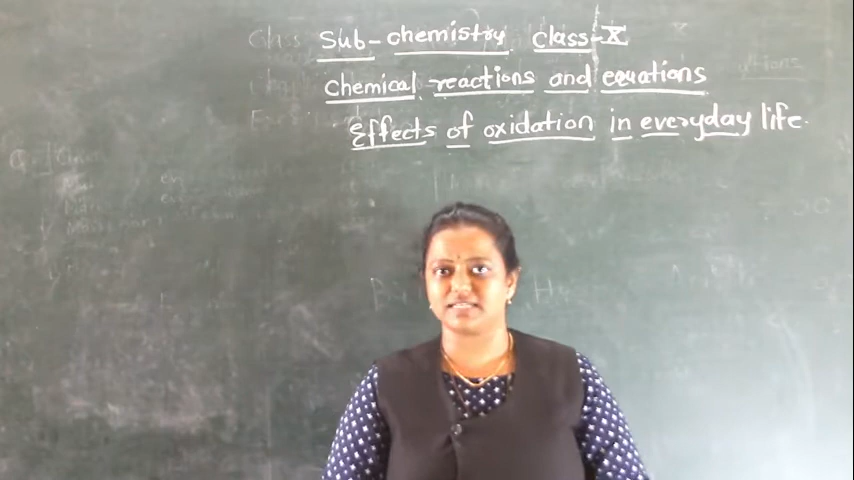 Sub-chemistry class-X
chemical reactions and equations
Effects of oxidation in everyday life.